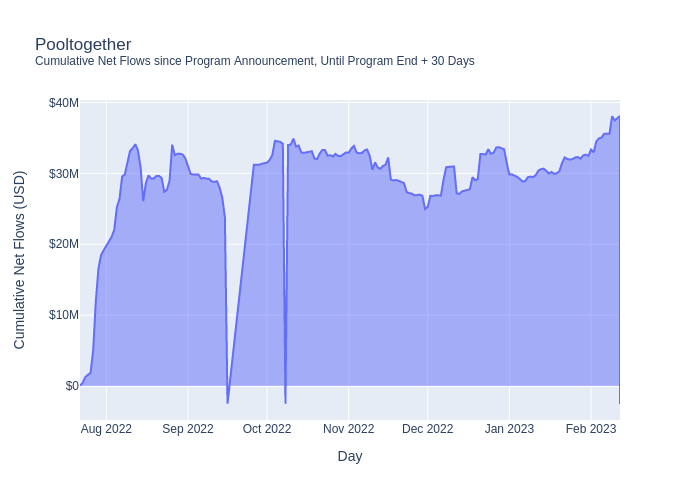 Pooltogether
Cumulative Net Flows since Program Announcement, Until Program End + 30 Days
Cumulative Net Flows (USD)
$40M
$30M
$20M
$10M
$0
Aug 2022
Sep 2022
Oct 2022
Nov 2022
Dec 2022
Jan 2023
Feb 2023
Day